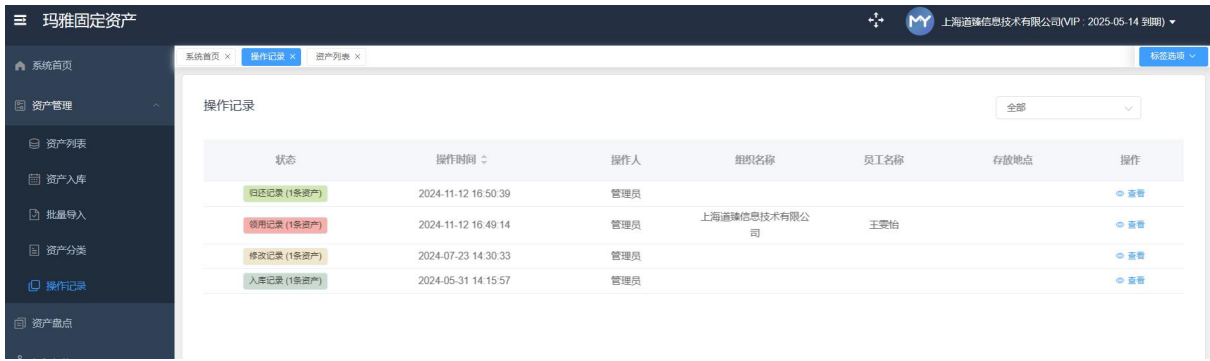 玛雅固定资产
MY 上海道臻信息技术有限公司(VIP : 2025-05-14 到期)
系统首页
资产管理
资产列表
资产入库
批量导入
资产分类
操作记录
资产盘点
系统首页 × 操作记录 × 资产列表 × 标签选项
操作记录 全部
状态 操作时间 操作人 组织名称 员工名称 存放地点 操作
归还记录 (1条资产) 2024-11-12 16:50:39 管理员 查看
领用记录 (1条资产) 2024-11-12 16:49:14 管理员 上海道臻信息技术有限公 王雯怡 查看
司
修改记录 (1条资产) 2024-07-23 14:30:33 管理员 查看
入库记录 (1条资产) 2024-05-31 14:15:57 管理员 查看